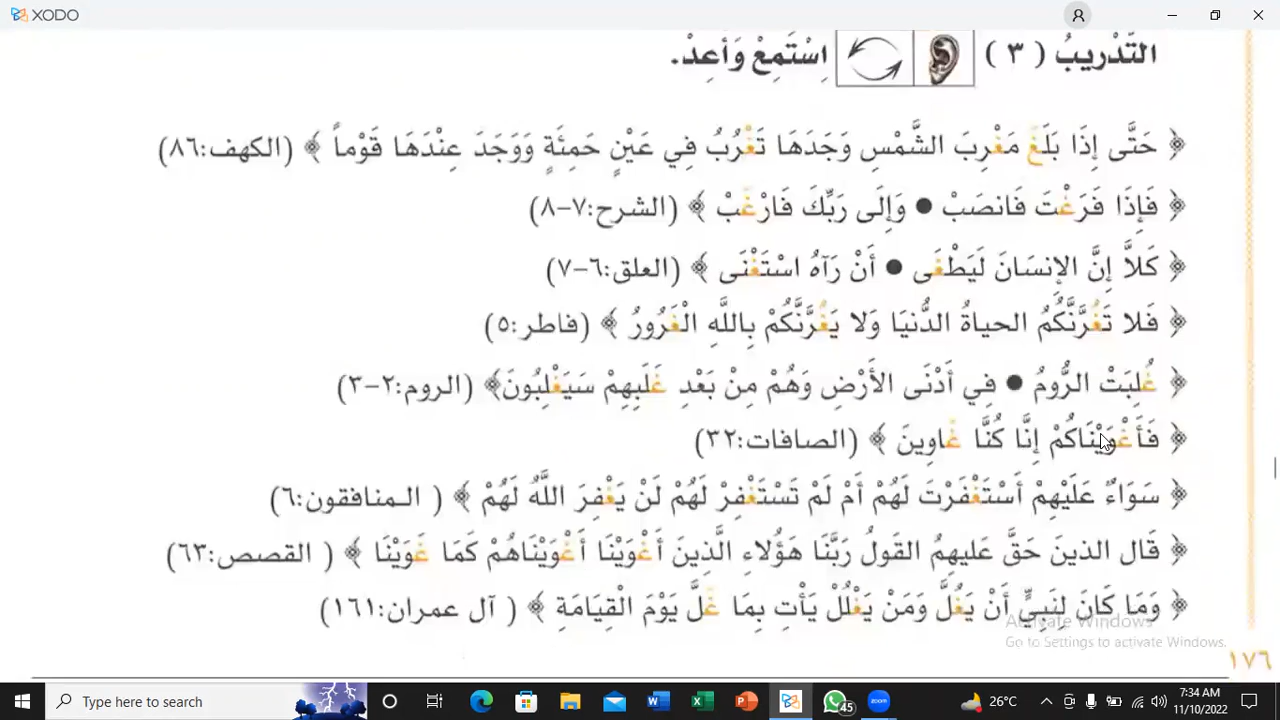 XODO
التَّدْرِيبُ ( ٣ ) اِسْتَمِعْ وَأَعِدْ.
﴿ حَتَّى إِذَا بَلَغَ مَغْرِبَ الشَّمْسِ وَجَدَهَا تَغْرُبُ فِي عَيْنٍ حَمِئَةٍ وَوَجَدَ عِنْدَهَا قَوْماً ﴾ (الكهف:٨٦)
﴿ فَإِذَا فَرَغْتَ فَانصَبْ ● وَإِلَى رَبِّكَ فَارْغَبْ ﴾ (الشرح:٧-٨)
﴿ كَلاَّ إِنَّ الإنسَانَ لَيَطْغَى ● أَنْ رَآهُ اسْتَغْنَى ﴾ (العلق:٦-٧)
﴿ فَلا تَغُرَّنَّكُمُ الحياةُ الدُّنيَا وَلا يَغُرَّنَّكُمْ بِاللَّهِ الْغَرُورُ ﴾ (فاطر:٥)
﴿ غُلِبَتْ الرُّومُ ● فِي أَدْنَى الأَرْضِ وَهُمْ مِنْ بَعْدِ غَلَبِهِمْ سَيَغْلِبُونَ﴾ (الروم:٢-٣)
﴿ فَأَغْوَيْنَاكُمْ إِنَّا كُنَّا غَاوِينَ ﴾ (الصافات:٣٢)
﴿ سَوَاءٌ عَلَيْهِمْ أَسْتَغْفَرْتَ لَهُمْ أَمْ لَمْ تَسْتَغْفِرْ لَهُمْ لَنْ يَغْفِرَ اللَّهُ لَهُمْ ﴾ ( المنافقون:٦)
﴿ قَال الذينَ حَقَّ عَليهِمُ القَولُ رَبَّنَا هَؤُلاءِ الَّذِينَ أَغْوَيْنَا أَغْوَيْنَاهُمْ كَمَا غَوَيْنَا ﴾ ( القصص:٦٣)
﴿ وَمَا كَانَ لِنَبِيٍّ أَنْ يَغُلَّ وَمَنْ يَغْلُلْ يَأْتِ بِمَا غَلَّ يَوْمَ الْقِيَامَةِ ﴾ ( آل عمران:١٦١)
Activate Windows
Go to Settings to activate Windows.
١٧٦
Type here to search
45
zoom
26°C
7:34 AM
11/10/2022